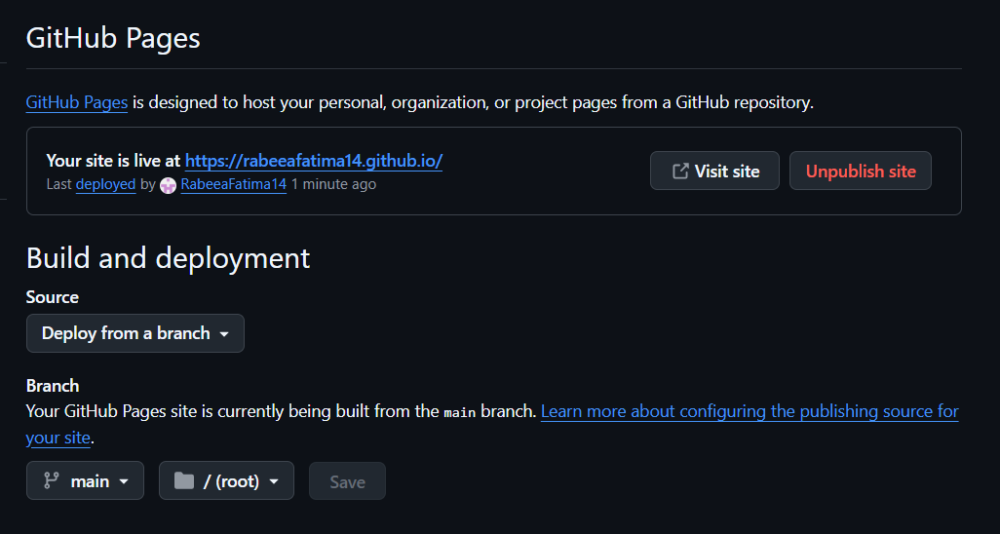 GitHub Pages
GitHub Pages is designed to host your personal, organization, or project pages from a GitHub repository.
Your site is live at https://rabeeafatima14.github.io/
Last deployed by RabeeaFatima14 1 minute ago
Visit site
Unpublish site
Build and deployment
Source
Deploy from a branch
Branch
Your GitHub Pages site is currently being built from the main branch. Learn more about configuring the publishing source for
your site.
main
/ (root)
Save